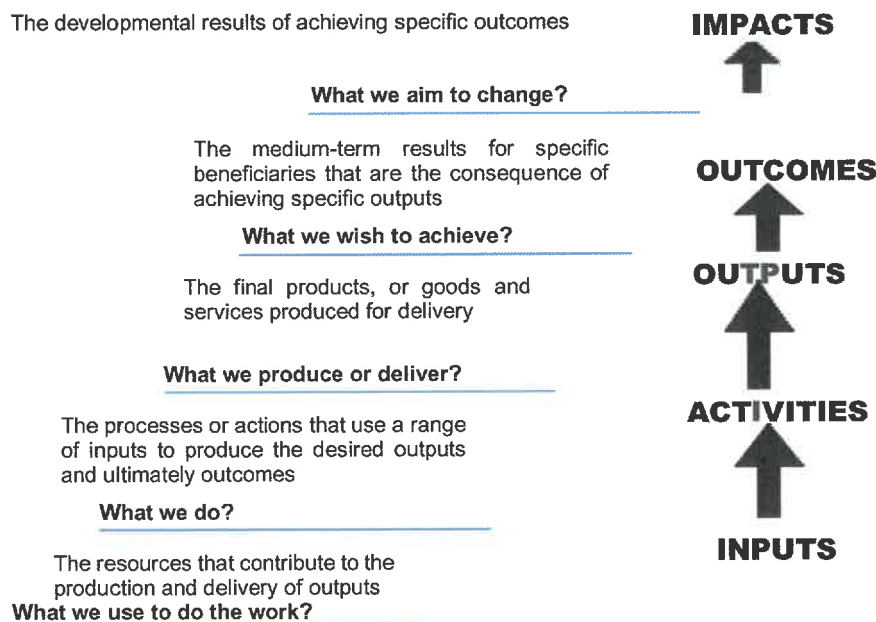 The developmental results of achieving specific outcomes
IMPACTS
What we aim to change?
The medium-term results for specific
beneficiaries that are the consequence of
achieving specific outputs
OUTCOMES
What we wish to achieve?
The final products, or goods and
services produced for delivery
OUTPUTS
What we produce or deliver?
The processes or actions that use a range
of inputs to produce the desired outputs
and ultimately outcomes
ACTIVITIES
What we do?
The resources that contribute to the
production and delivery of outputs
INPUTS
What we use to do the work?